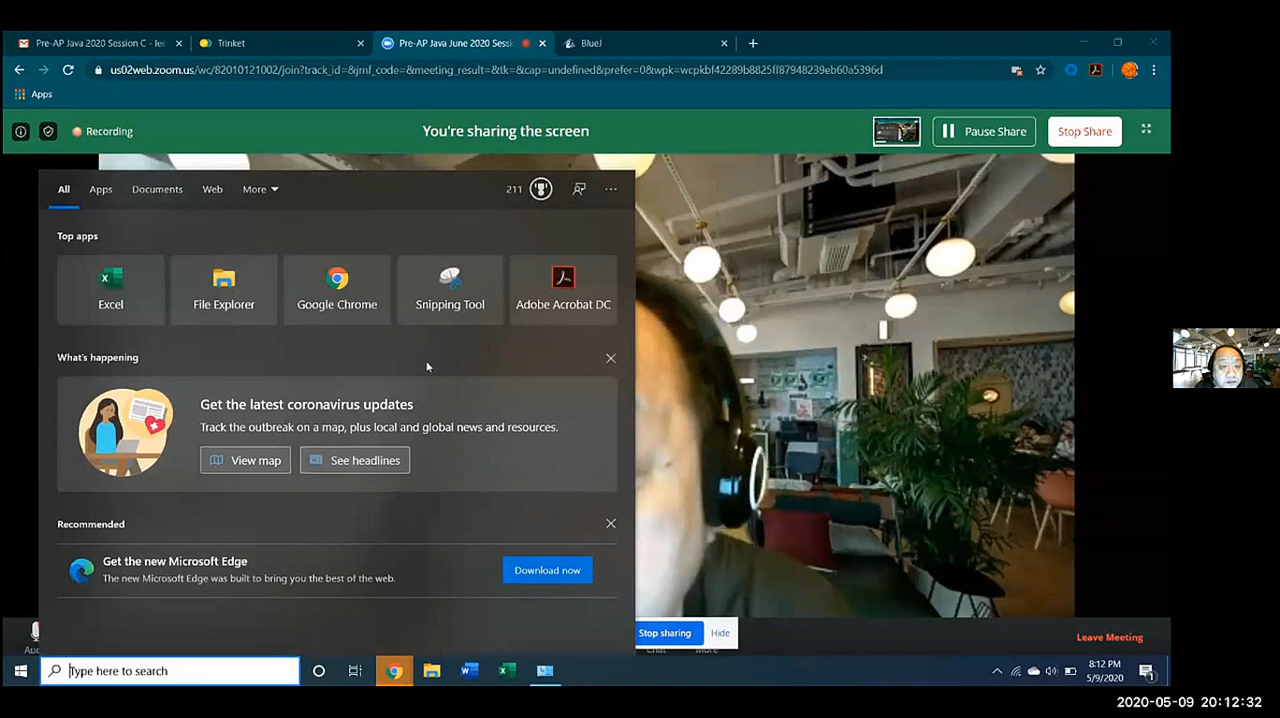 Pre-AP Java 2020 Session C - lee
Trinket
Pre-AP Java June 2020 Sessi
BlueJ
us02web.zoom.us/wc/82010121002/join?track_id=&jmf_code=&meeting_result=&tk=&cap=undefined&prefer=0&wpk=wcpkbf42289b8825ff87948239eb60a5396d
Apps
Recording
You're sharing the screen
Pause Share
Stop Share
All
Apps
Documents
Web
More
211
Top apps
Excel
File Explorer
Google Chrome
Snipping Tool
Adobe Acrobat DC
What's happening
Get the latest coronavirus updates
Track the outbreak on a map, plus local and global news and resources.
View map
See headlines
Recommended
Get the new Microsoft Edge
The new Microsoft Edge was built to bring you the best of the web.
Download now
Stop sharing
Hide
Leave Meeting
Type here to search
8:12 PM
5/9/2020
2020-05-09 20:12:32